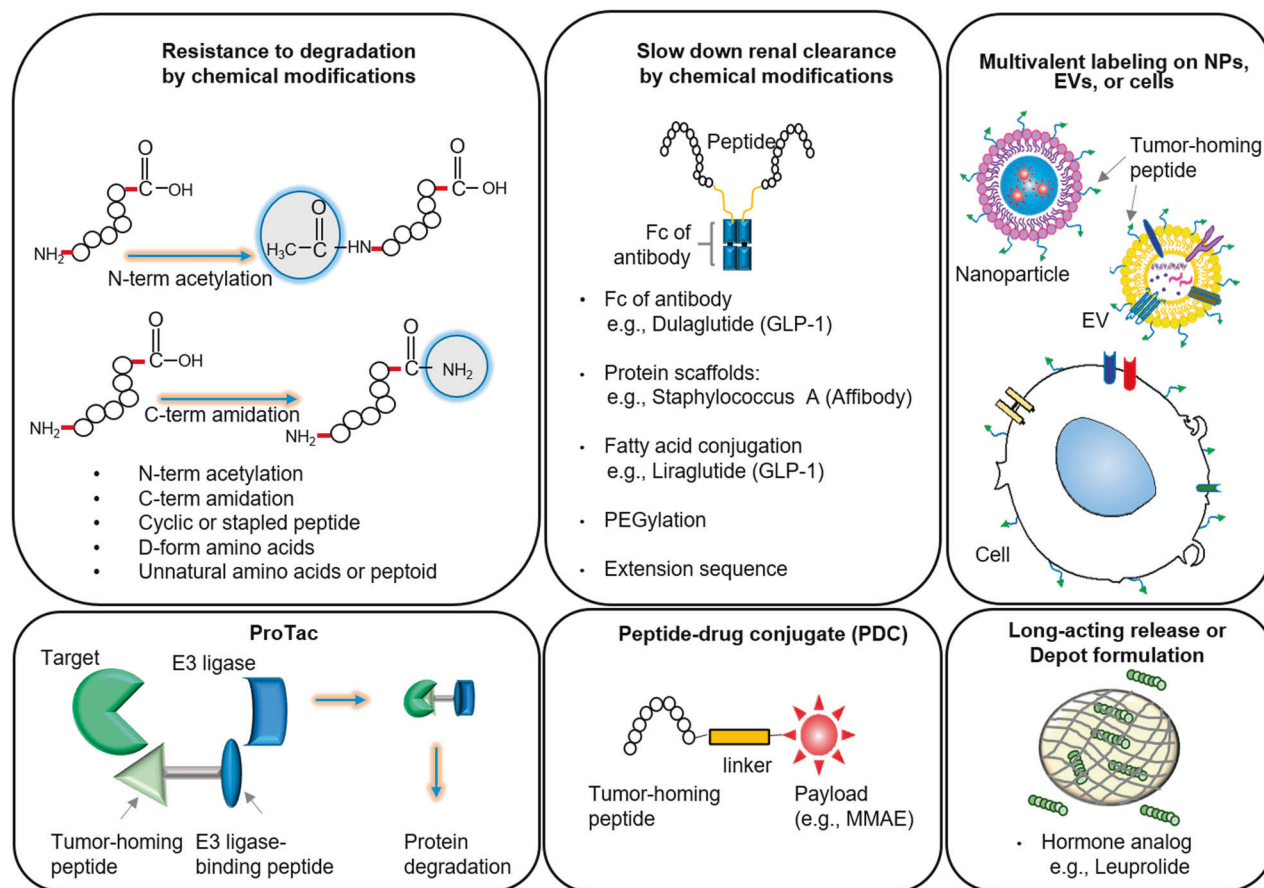 Resistance to degradation
by chemical modifications
O
C
OH
NH₂
N-term acetylation
O
H₃C
C
HN
O
C
OH
O
C
OH
NH₂
C-term amidation
O
C
NH₂
NH₂
• N-term acetylation
• C-term amidation
• Cyclic or stapled peptide
• D-form amino acids
• Unnatural amino acids or peptoid
Slow down renal clearance
by chemical modifications
Peptide
Fc of
antibody
• Fc of antibody
e.g., Dulaglutide (GLP-1)
• Protein scaffolds:
e.g., Staphylococcus A (Affibody)
• Fatty acid conjugation
e.g., Liraglutide (GLP-1)
• PEGylation
• Extension sequence
Multivalent labeling on NPs,
EVs, or cells
Tumor-homing
peptide
Nanoparticle
EV
Cell
ProTac
Target
E3 ligase
Tumor-homing
peptide
E3 ligase-
binding peptide
Protein
degradation
Peptide-drug conjugate (PDC)
linker
Tumor-homing
peptide
Payload
(e.g., MMAE)
Long-acting release or
Depot formulation
• Hormone analog
e.g., Leuprolide